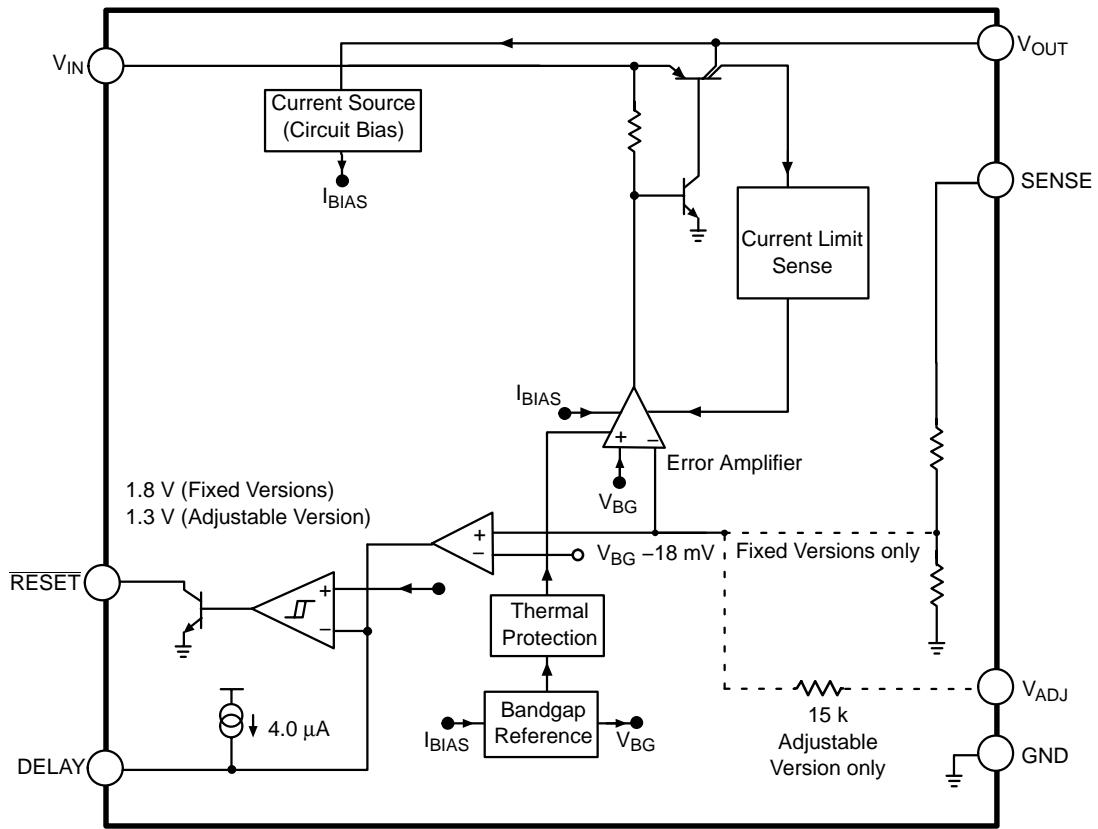 V_IN
V_OUT
Current Source
(Circuit Bias)
I_BIAS
SENSE
Current Limit
Sense
I_BIAS
+ −
Error Amplifier
V_BG
1.8 V (Fixed Versions)
1.3 V (Adjustable Version)
+
−
V_BG −18 mV
Fixed Versions only
RESET
+
−
Thermal
Protection
4.0 µA
I_BIAS
Bandgap
Reference
V_BG
15 k
Adjustable
Version only
V_ADJ
DELAY
GND